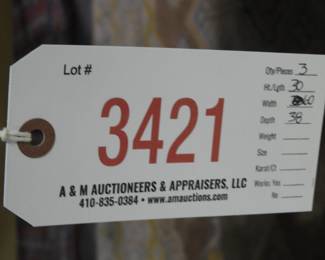 Lot #
3421
A & M AUCTIONEERS & APPRAISERS, LLC
410-835-0384 • www.amauctions.com
Qty/Pieces 3
Ht./Lgth 30
Width 60
Depth 38
Weight
Size
Karat/Ct
Works: Yes
No